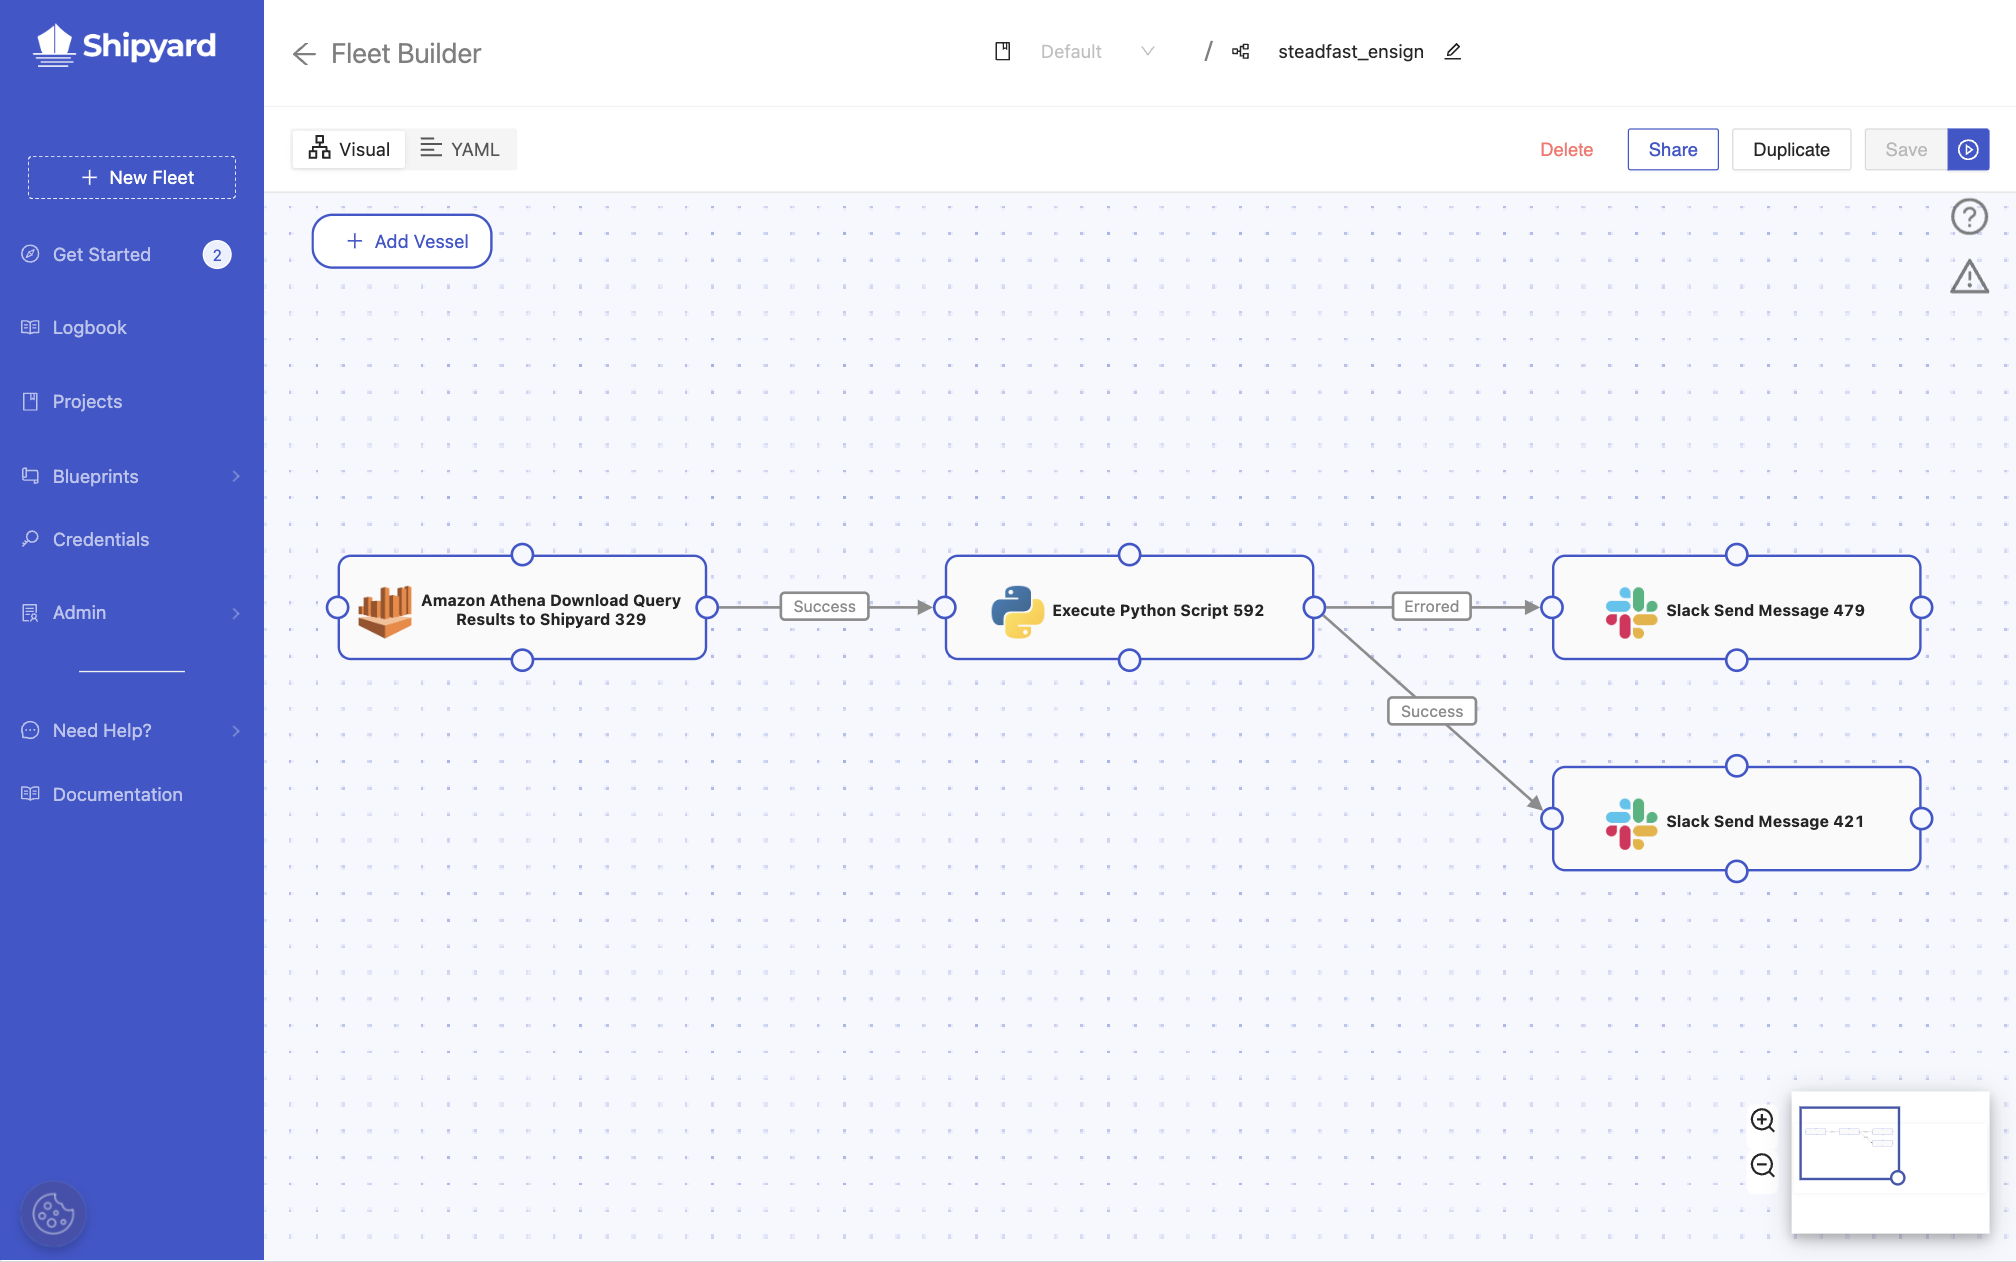 Shipyard
Fleet Builder
Default
/
steadfast_ensign
Visual
YAML
Delete
Share
Duplicate
Save
+ New Fleet
Get Started
2
Logbook
Projects
Blueprints
Credentials
Admin
Need Help?
Documentation
+ Add Vessel
?
Amazon Athena Download Query
Results to Shipyard 329
Success
Execute Python Script 592
Errored
Slack Send Message 479
Success
Slack Send Message 421